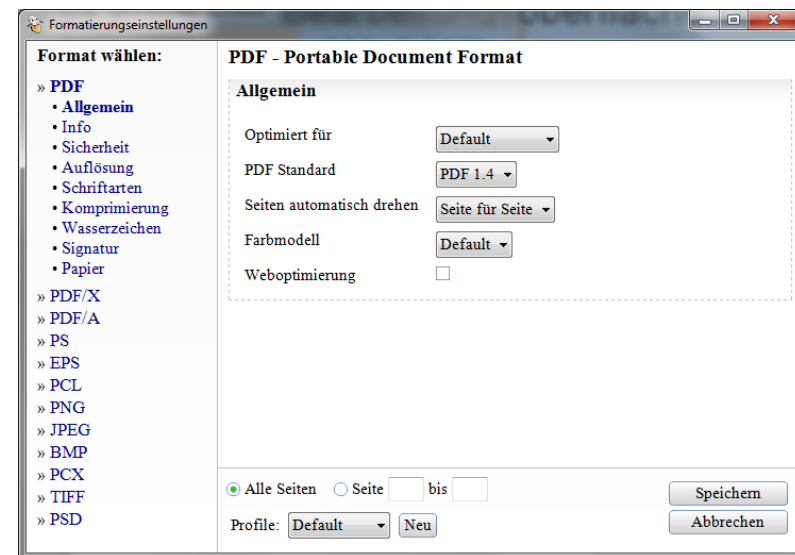 Formatierungseinstellungen
Format wählen:
» PDF
• Allgemein
• Info
• Sicherheit
• Auflösung
• Schriftarten
• Komprimierung
• Wasserzeichen
• Signatur
• Papier
» PDF/X
» PDF/A
» PS
» EPS
» PCL
» PNG
» JPEG
» BMP
» PCX
» TIFF
» PSD
PDF - Portable Document Format
Allgemein
Optimiert für Default
PDF Standard PDF 1.4
Seiten automatisch drehen Seite für Seite
Farbmodell Default
Weboptimierung
Alle Seiten Seite bis
Profile: Default Neu
Speichern
Abbrechen